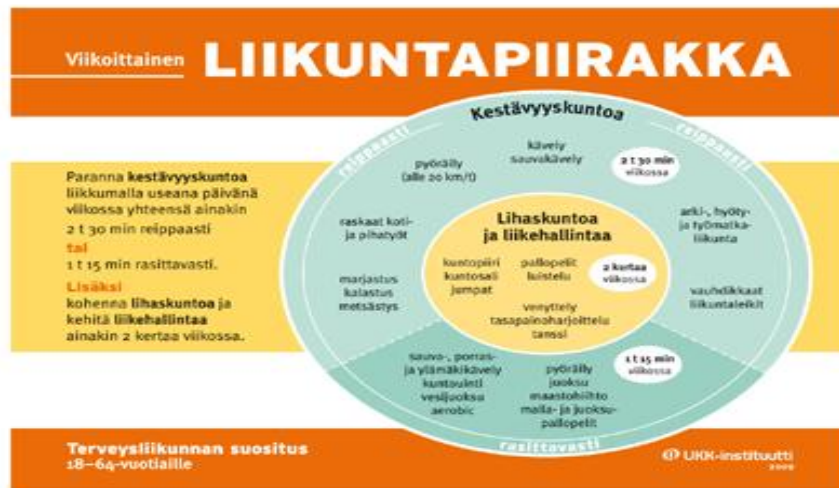 Viikoittainen LIIKUNTAPIIRAKKA
Paranna kestävyyskuntoa
liikkumalla useana päivänä
viikossa yhteensä ainakin
2 t 30 min reippaasti
tai
1 t 15 min rasittavasti.
Lisäksi
kohenna lihaskuntoa ja
kehitä liikehallintaa
ainakin 2 kertaa viikossa.
Kestävyyskuntoa
reippaasti
reippaasti
kävely
sauvakävely
2 t 30 min
viikossa
pyöräily
(alle 20 km/t)
raskaat koti-
ja pihatyöt
marjastus
kalastus
metsästys
arki-, hyöty-
ja työmatka-
liikunta
vauhdikkaat
liikuntaleikit
Lihaskuntoa
ja liikehallintaa
kuntopiiri
kuntosali
jumpat
pallopelit
luistelu
2 kertaa
viikossa
venyttely
tasapainoharjoittelu
tanssi
sauva-, porras-
ja ylämäkikävely
kuntouinti
vesijuoksu
aerobic
pyöräily
juoksu
maastohiihto
maila- ja juoksu-
pallopelit
1 t 15 min
viikossa
rasittavasti
Terveysliikunnan suositus
18–64-vuotiaille
UKK-instituutti
2009